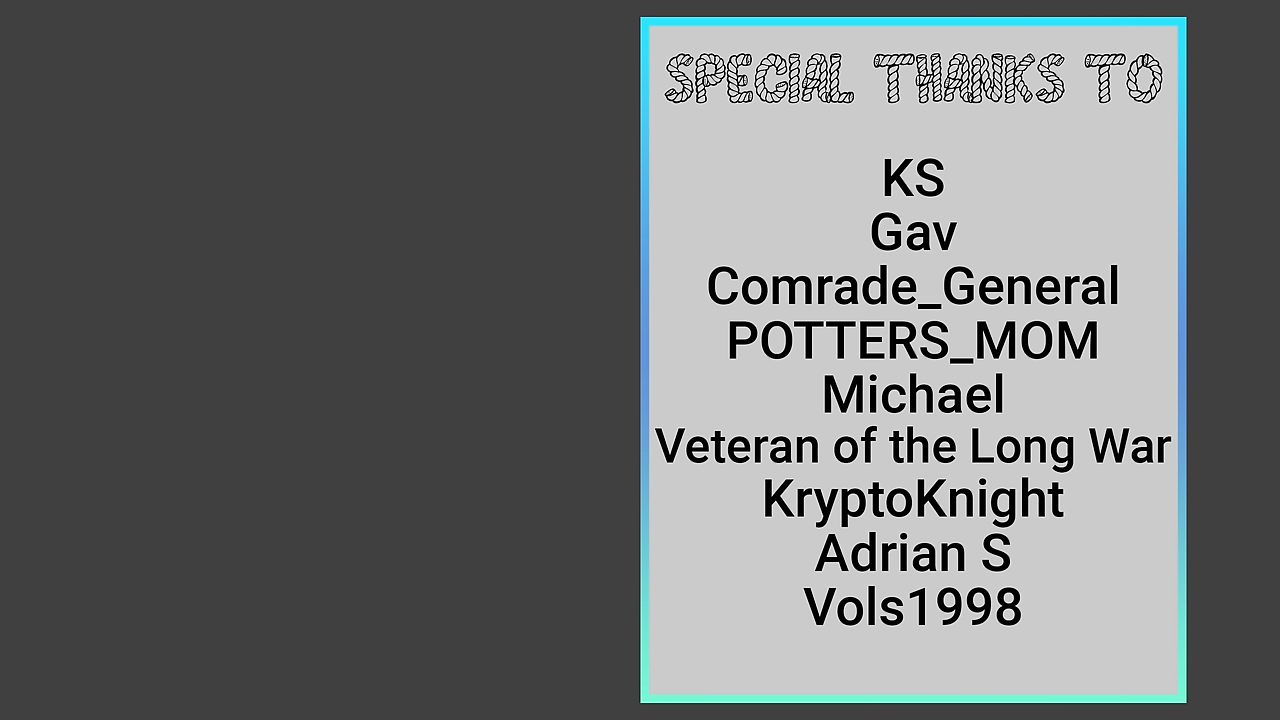 SPECIAL THANKS TO
KS
Gav
Comrade_General
POTTERS_MOM
Michael
Veteran of the Long War
KryptoKnight
Adrian S
Vols1998